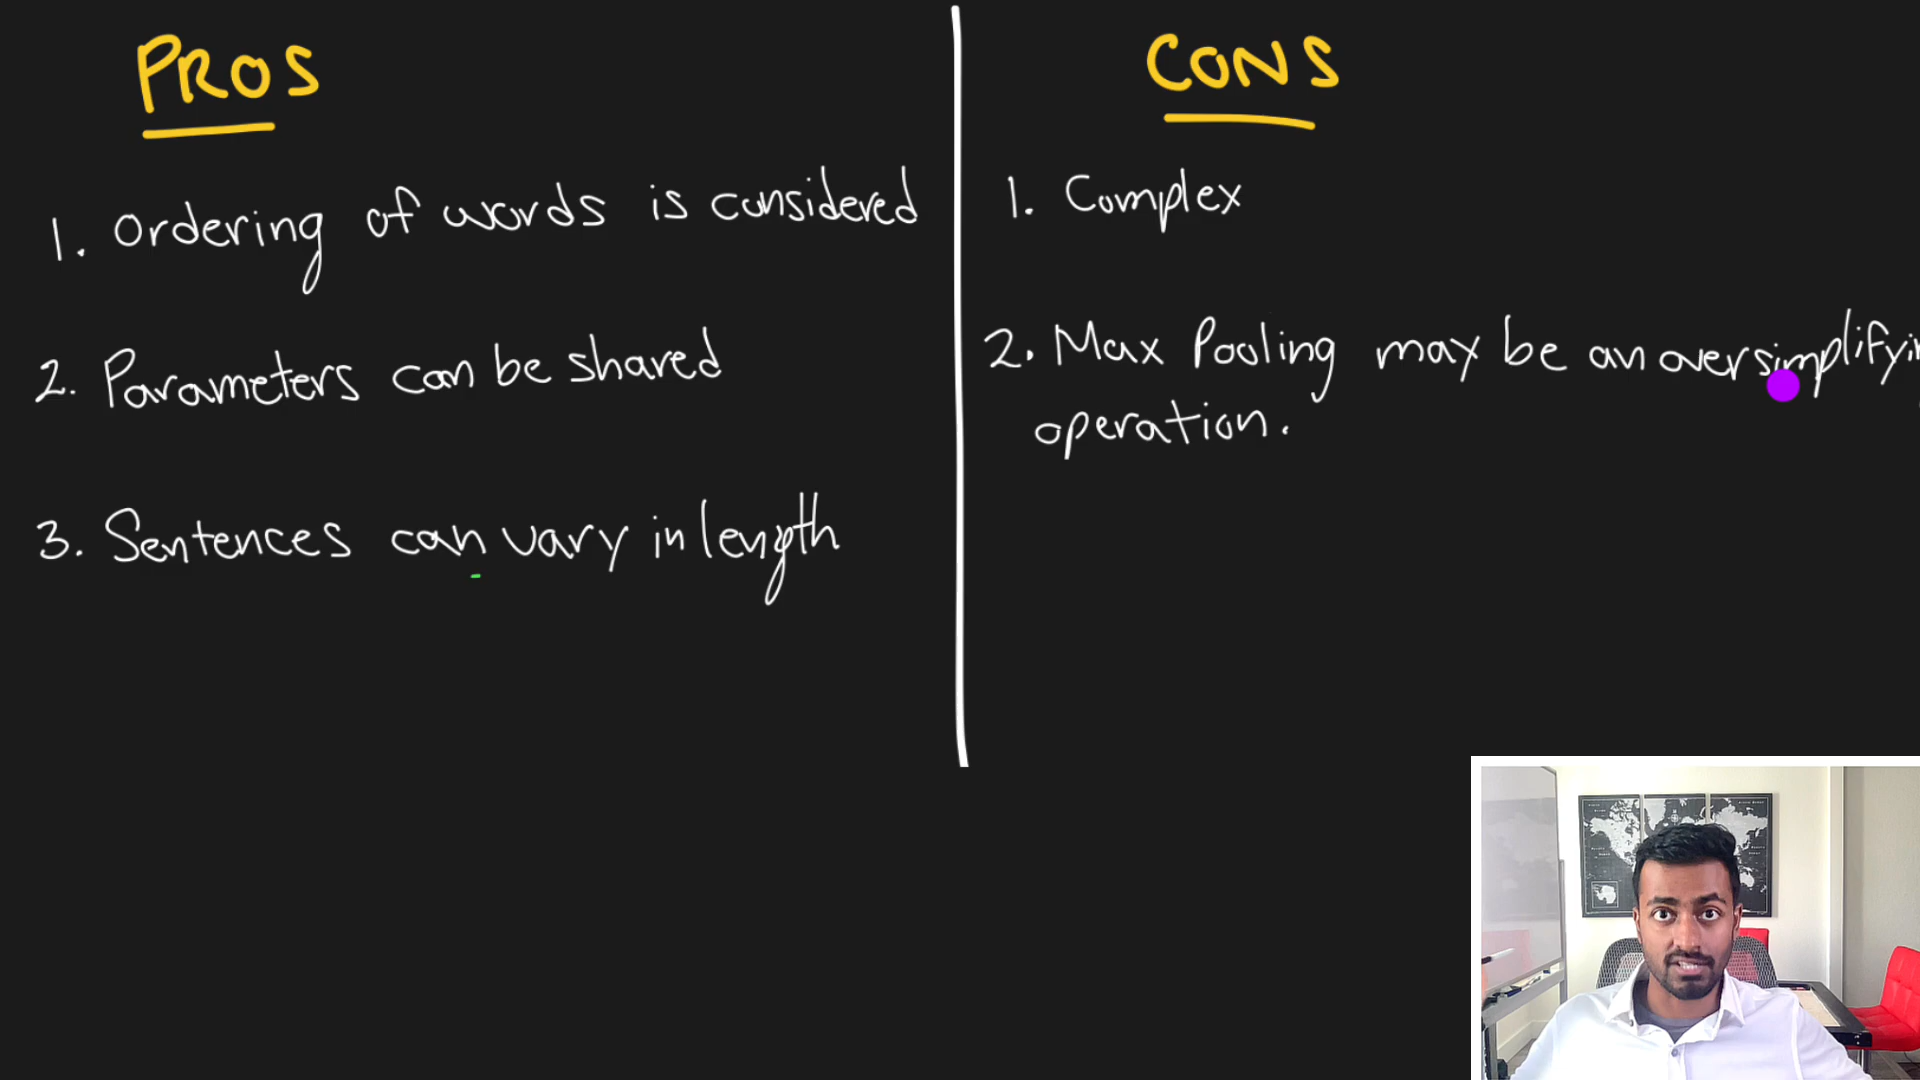 PROS
1. Ordering of words is considered
2. Parameters can be shared
3. Sentences can vary in length
CONS
1. Complex
2. Max Pooling may be an oversimplifyin
operation.